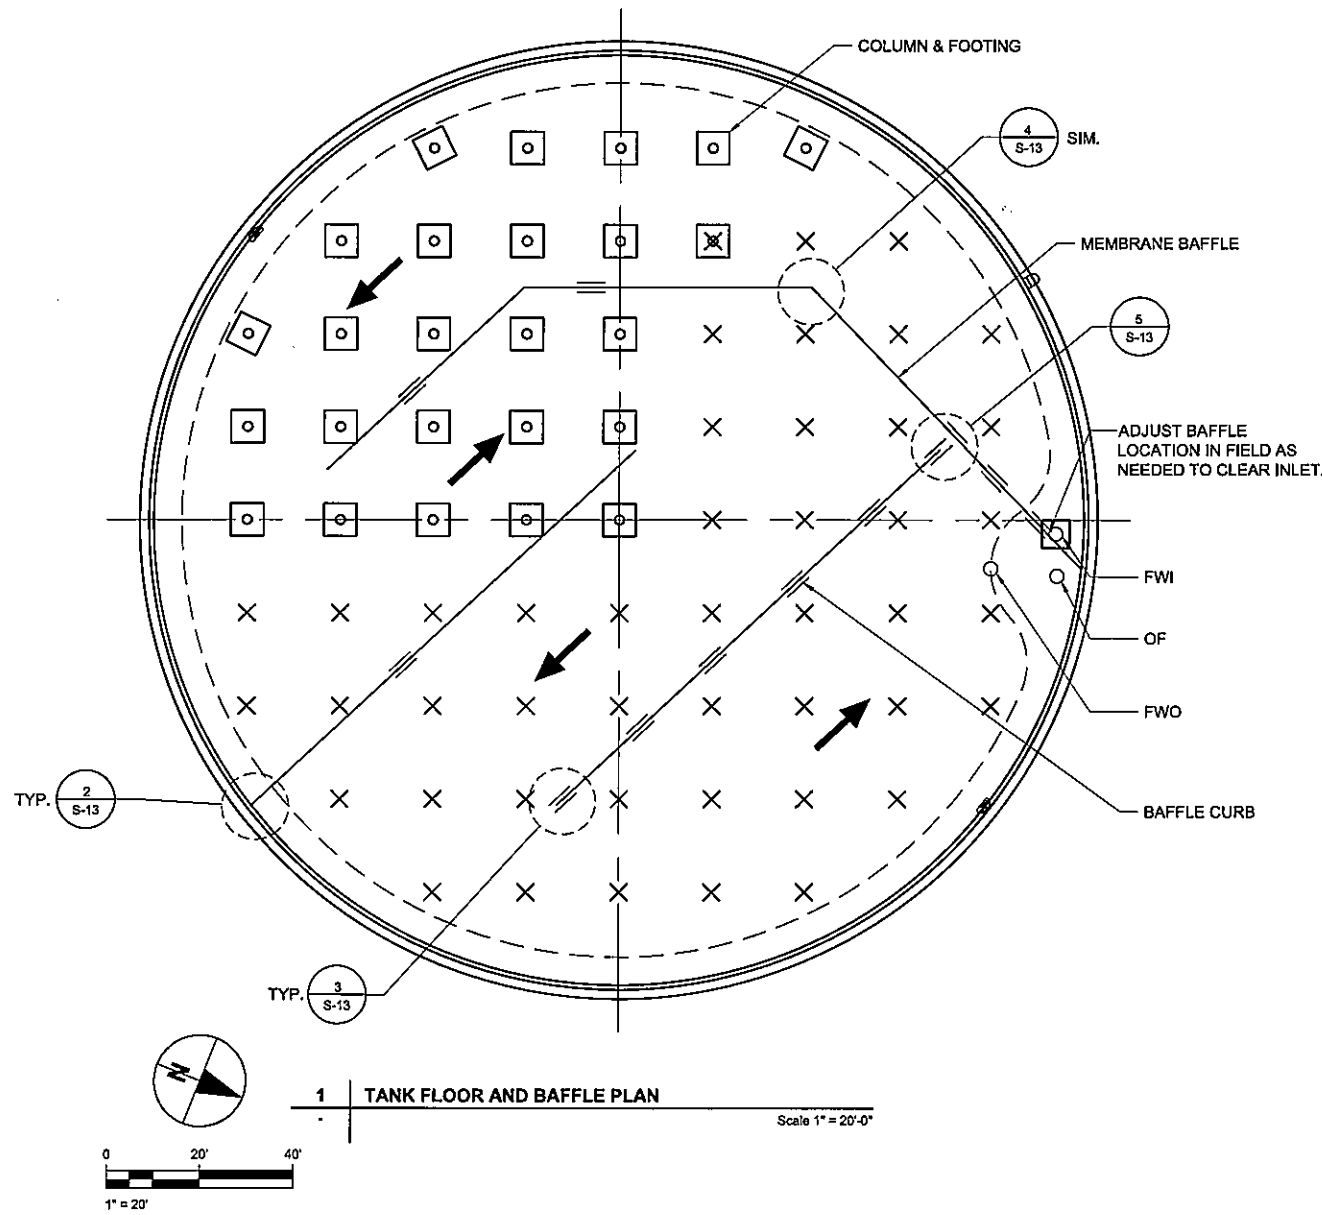 COLUMN & FOOTING
4
S-13
SIM.
MEMBRANE BAFFLE
5
S-13
ADJUST BAFFLE
LOCATION IN FIELD AS
NEEDED TO CLEAR INLET.
FWI
OF
FWO
BAFFLE CURB
TYP.
2
S-13
TYP.
3
S-13
N
1
TANK FLOOR AND BAFFLE PLAN
-
Scale 1" = 20'-0"
0 20' 40'
1" = 20'